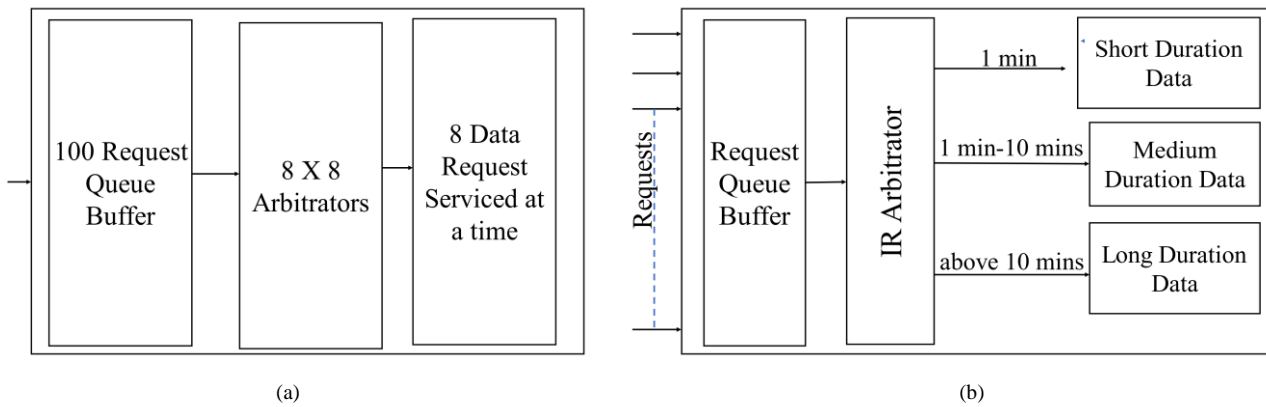 100 Request
Queue
Buffer
8 X 8
Arbitrators
8 Data
Request
Serviced at
a time
(a)
Requests
Request
Queue
Buffer
IR Arbitrator
1 min
1 min-10 mins
above 10 mins
Short Duration
Data
Medium
Duration Data
Long Duration
Data
(b)